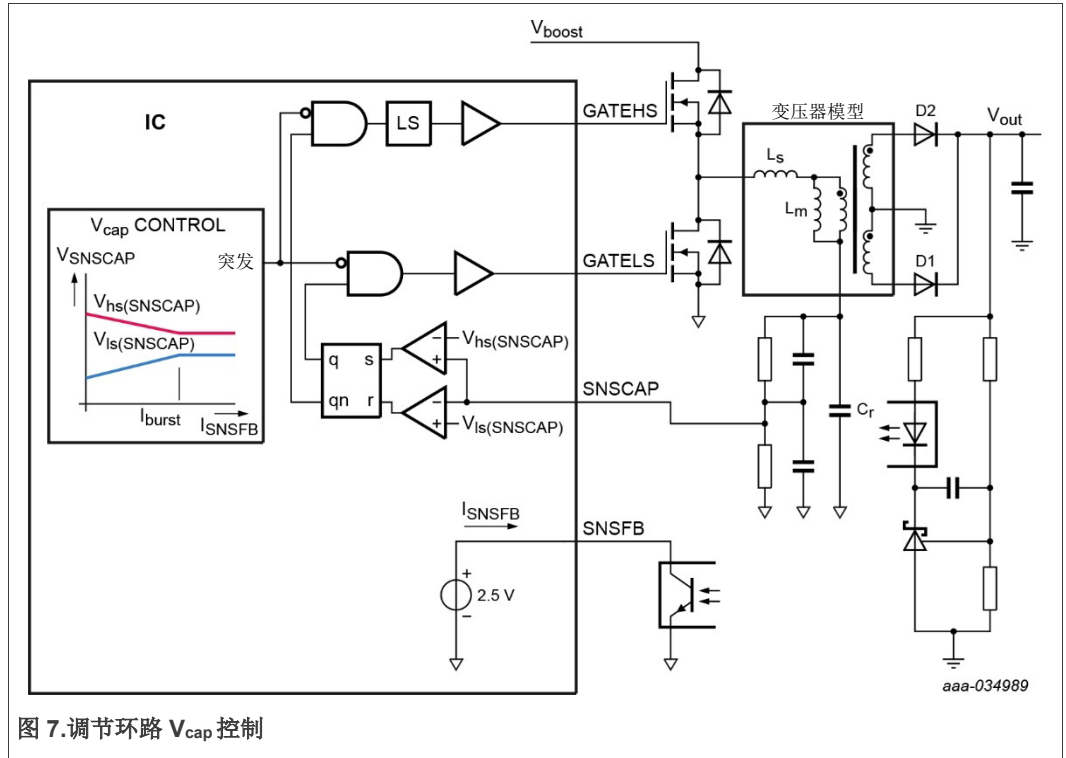 Vboost
IC
LS
GATEHS
变压器模型
D2
Vout
Ls
Lm
Vcap CONTROL
VSNSCAP
突发
Vhs(SNSCAP)
Vls(SNSCAP)
Iburst
ISNSFB
GATELS
D1
q
s
qn
r
−
+
Vhs(SNSCAP)
−
+
Vls(SNSCAP)
SNSCAP
Cr
ISNSFB
SNSFB
+
2.5 V
−
aaa-034989
图 7.调节环路 Vcap 控制